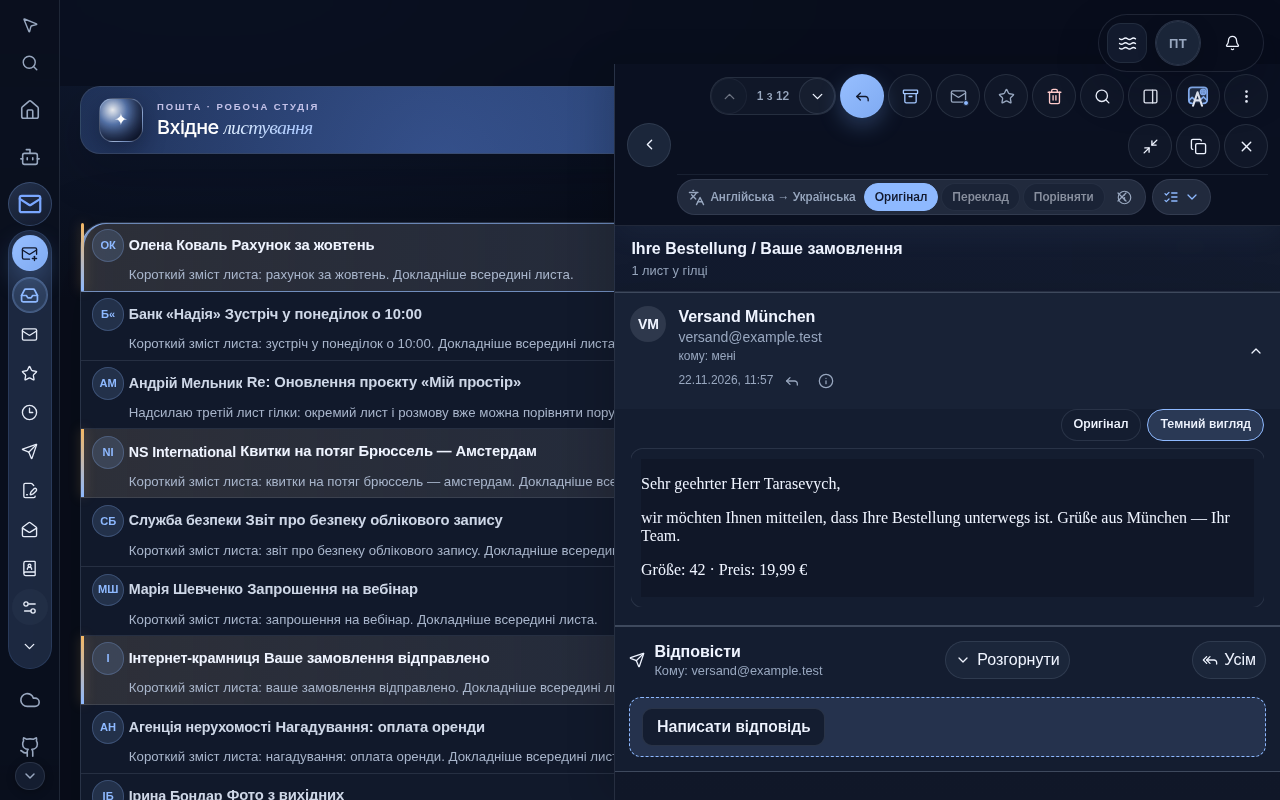 ПТ
ПОШТА · РОБОЧА СТУДІЯ
Вхідне листування
ОК
Олена Коваль Рахунок за жовтень
Короткий зміст листа: рахунок за жовтень. Докладніше всередині листа.
Б«
Банк «Надія» Зустріч у понеділок о 10:00
Короткий зміст листа: зустріч у понеділок о 10:00. Докладніше всередині листа
АМ
Андрій Мельник Re: Оновлення проєкту «Мій простір»
Надсилаю третій лист гілки: окремий лист і розмову вже можна порівняти пору
NI
NS International Квитки на потяг Брюссель — Амстердам
Короткий зміст листа: квитки на потяг брюссель — амстердам. Докладніше все
СБ
Служба безпеки Звіт про безпеку облікового запису
Короткий зміст листа: звіт про безпеку облікового запису. Докладніше всереди
МШ
Марія Шевченко Запрошення на вебінар
Короткий зміст листа: запрошення на вебінар. Докладніше всередині листа.
І
Інтернет-крамниця Ваше замовлення відправлено
Короткий зміст листа: ваше замовлення відправлено. Докладніше всередині
АН
Агенція нерухомості Нагадування: оплата оренди
Короткий зміст листа: нагадування: оплата оренди. Докладніше всередині лист
ІБ
Ірина Бондар Фото з вихідних
1 з 12
Англійська → Українська
Оригінал
Переклад
Порівняти
Ihre Bestellung / Ваше замовлення
1 лист у гілці
VM
Versand München
versand@example.test
кому: мені
22.11.2026, 11:57
Оригінал
Темний вигляд
Sehr geehrter Herr Tarasevych,
wir möchten Ihnen mitteilen, dass Ihre Bestellung unterwegs ist. Grüße aus München — Ihr
Team.
Größe: 42 · Preis: 19,99 €
Відповісти
Кому: versand@example.test
Розгорнути
Усім
Написати відповідь